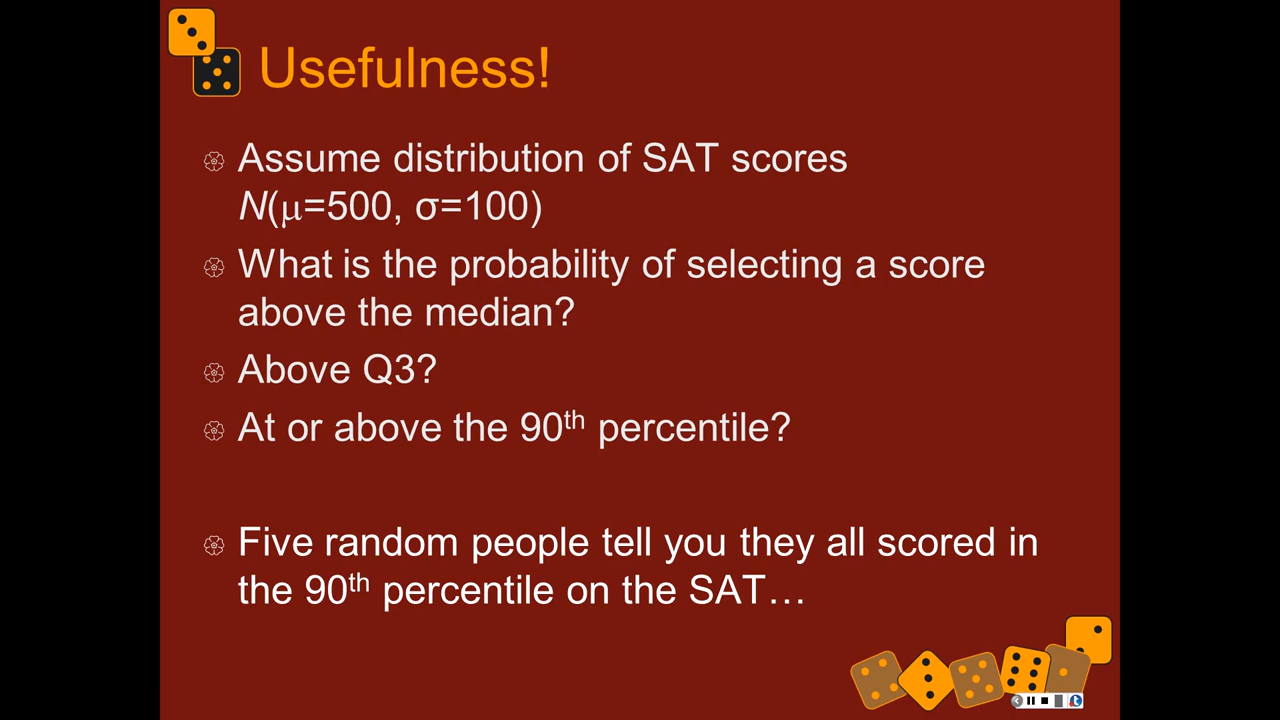 Usefulness!
Assume distribution of SAT scores
N(μ=500, σ=100)
What is the probability of selecting a score
above the median?
Above Q3?
At or above the 90th percentile?
Five random people tell you they all scored in
the 90th percentile on the SAT…